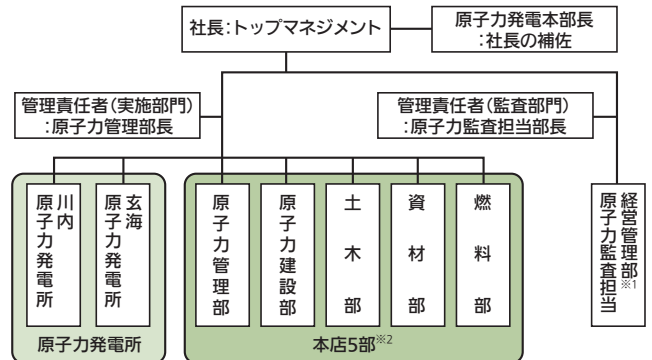 社長：トップマネジメント
原子力発電本部長
：社長の補佐
管理責任者（実施部門）
：原子力管理部長
管理責任者（監査部門）
：原子力監査担当部長
川内
原子力発電所
玄海
原子力発電所
原子力管理部
原子力建設部
土木部
資材部
燃料部
経営管理部※1
原子力監査担当
原子力発電所
本店5部※2